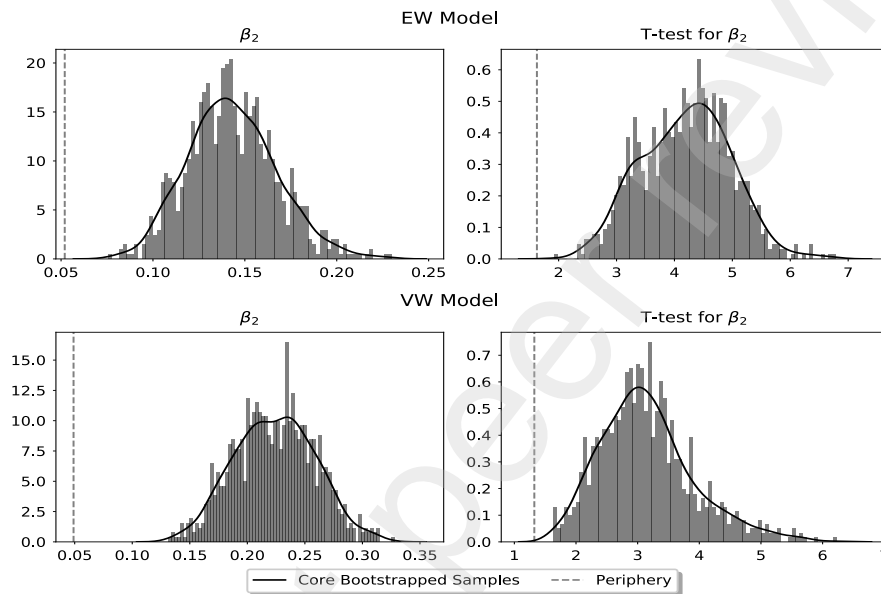 EW Model
β₂
T-test for β₂
20
15
10
5
0
0.05 0.10 0.15 0.20 0.25
0.6
0.5
0.4
0.3
0.2
0.1
0.0
2 3 4 5 6 7
VW Model
β₂
T-test for β₂
15.0
12.5
10.0
7.5
5.0
2.5
0.0
0.05 0.10 0.15 0.20 0.25 0.30 0.35
0.7
0.6
0.5
0.4
0.3
0.2
0.1
0.0
1 2 3 4 5 6
Core Bootstrapped Samples Periphery
peer revi